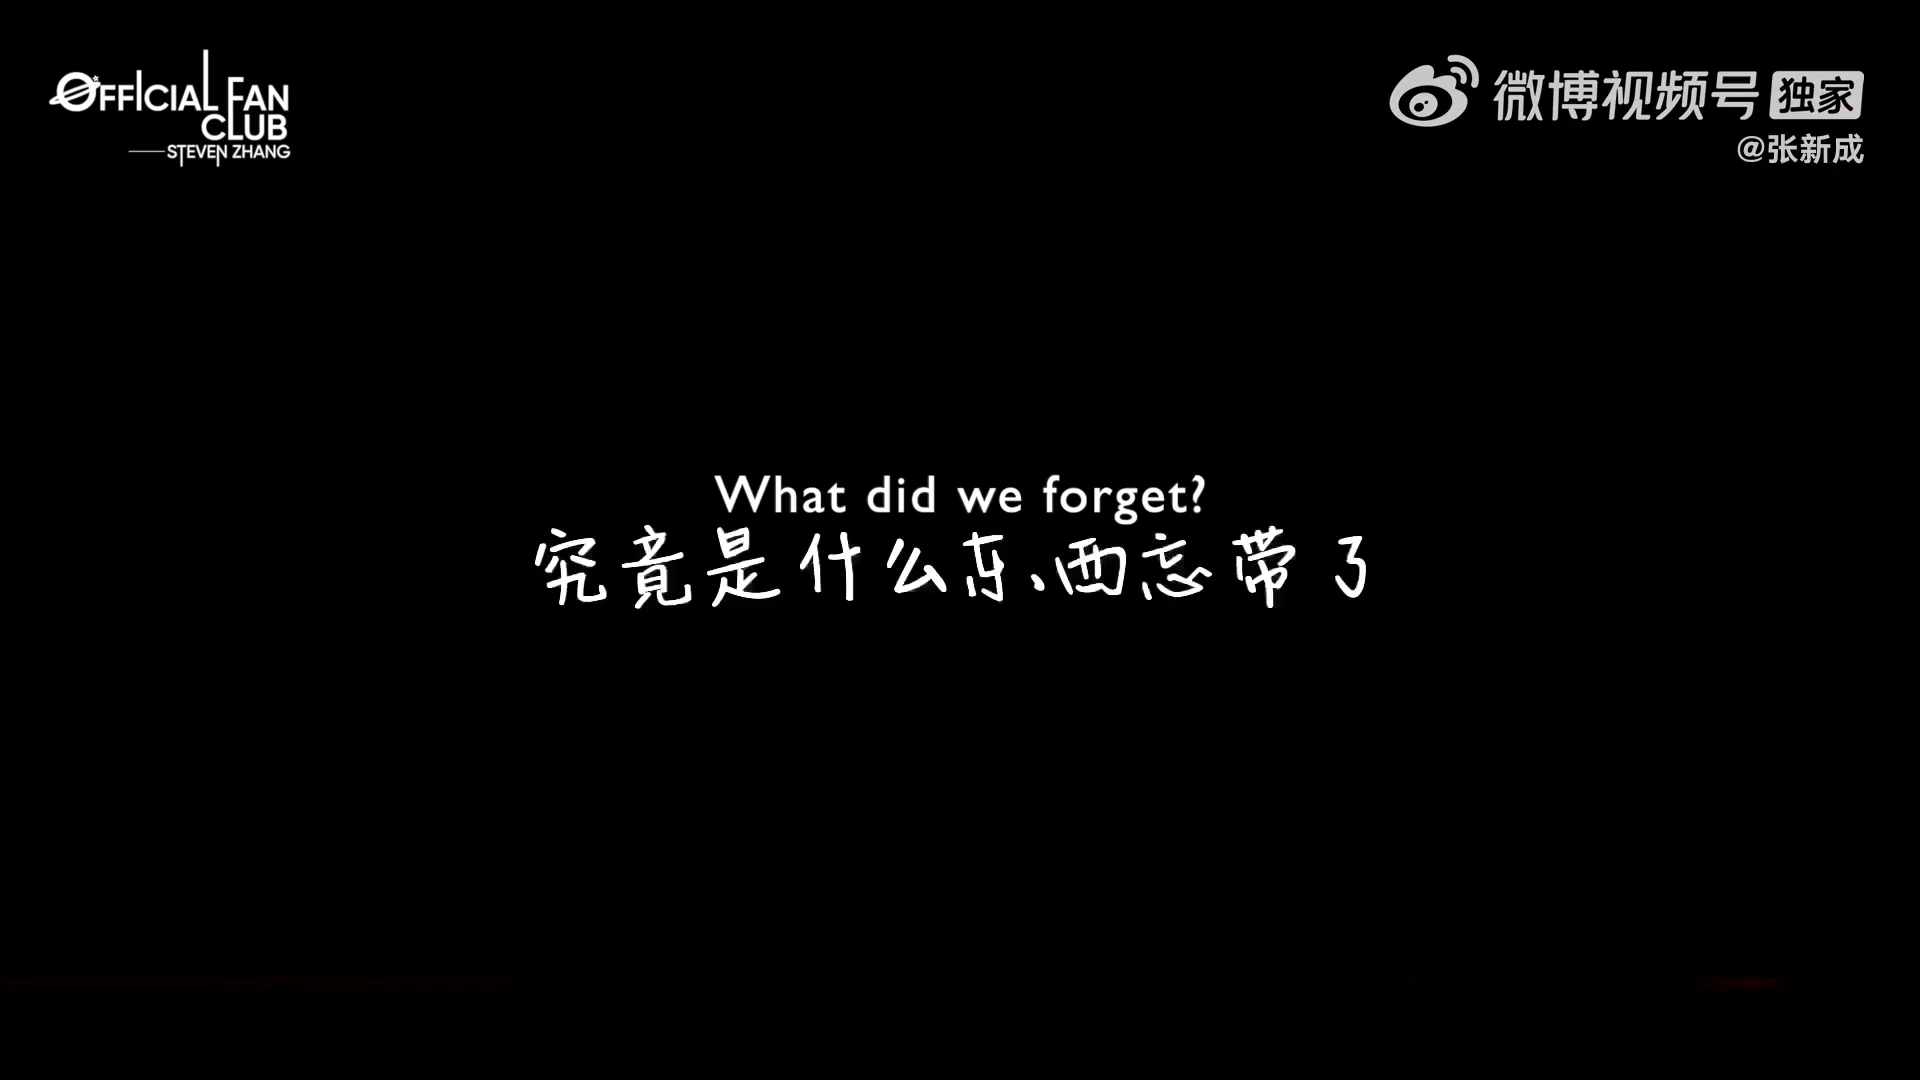 OFFICIAL FAN
CLUB
STEVEN ZHANG
微博视频号 独家
@张新成
What did we forget?
究竟是什么东西忘带了